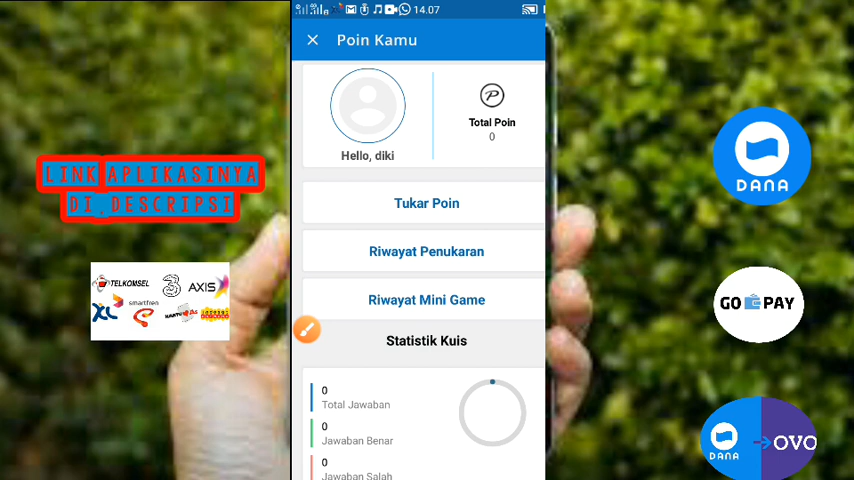 14.07
Poin Kamu
Total Poin
0
Hello, diki
Tukar Poin
Riwayat Penukaran
Riwayat Mini Game
Statistik Kuis
0
Total Jawaban
0
Jawaban Benar
0
Jawaban Salah
LINK APLIKASINYA
DI DESCRIPSI
TELKOMSEL
3
AXIS
XL
smartfren
DANA
GO PAY
DANA
OVO